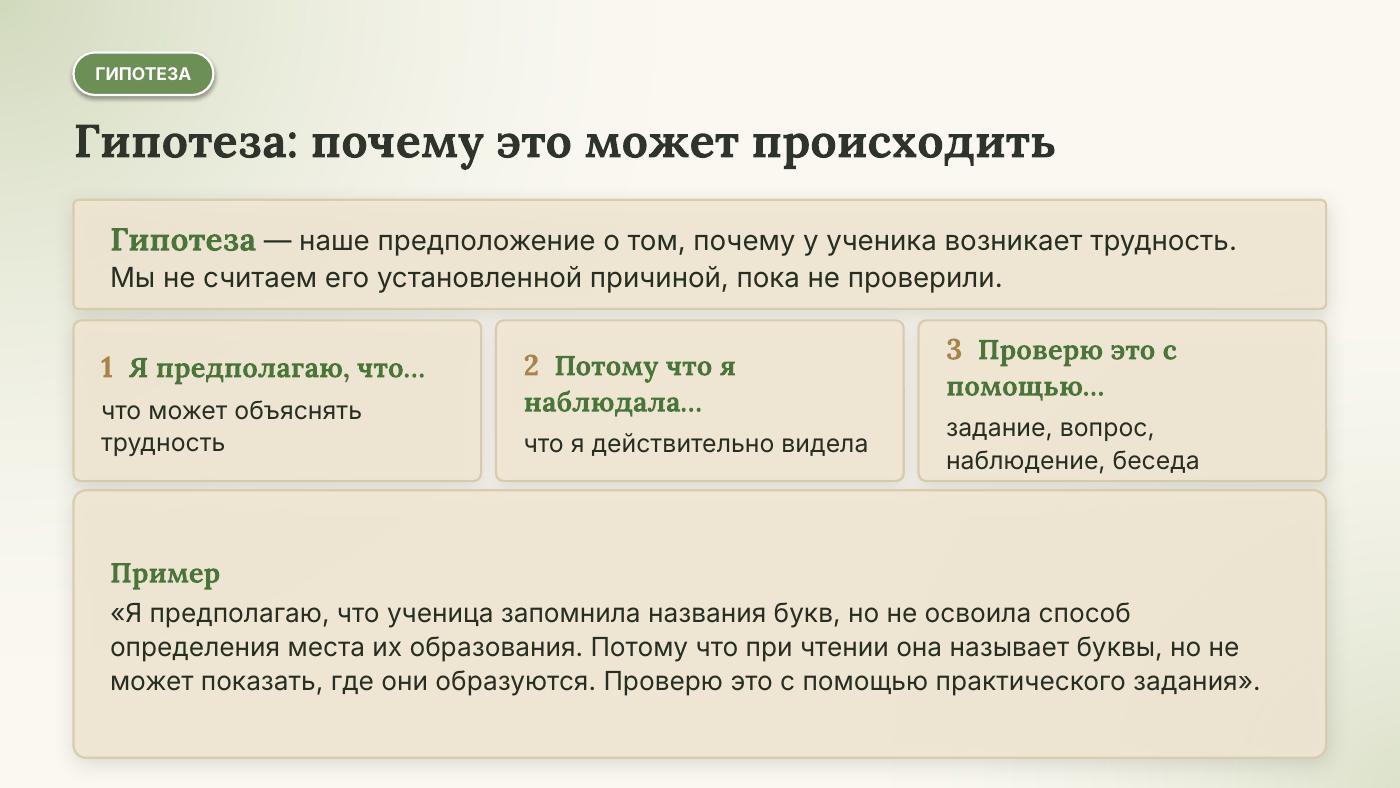 ГИПОТЕЗА
Гипотеза: почему это может происходить
Гипотеза — наше предположение о том, почему у ученика возникает трудность.
Мы не считаем его установленной причиной, пока не проверили.
1 Я предполагаю, что...
что может объяснять
трудность
2 Потому что я
наблюдала...
что я действительно видела
3 Проверю это с
помощью...
задание, вопрос,
наблюдение, беседа
Пример
«Я предполагаю, что ученица запомнила названия букв, но не освоила способ
определения места их образования. Потому что при чтении она называет буквы, но не
может показать, где они образуются. Проверю это с помощью практического задания».